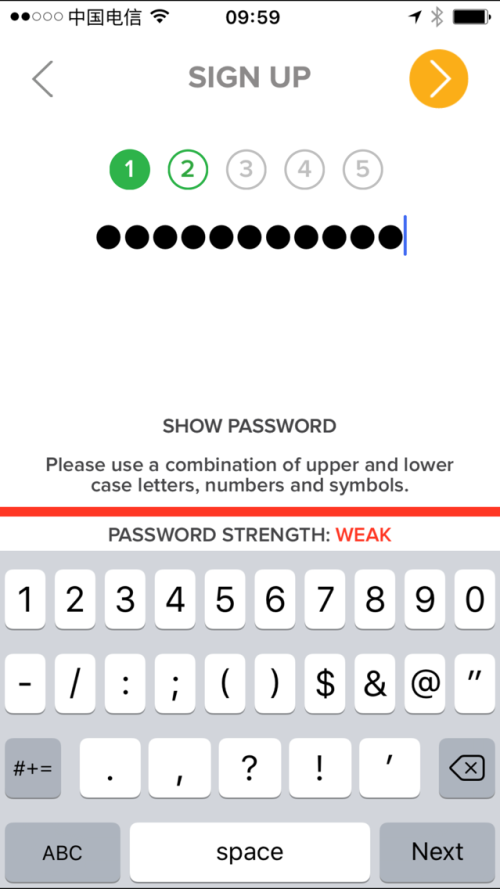 中国电信 09:59
SIGN UP
1 2 3 4 5
SHOW PASSWORD
Please use a combination of upper and lower
case letters, numbers and symbols.
PASSWORD STRENGTH: WEAK
1 2 3 4 5 6 7 8 9 0
- / : ; ( ) $ & @ "
#+= . , ? ! '
ABC space Next